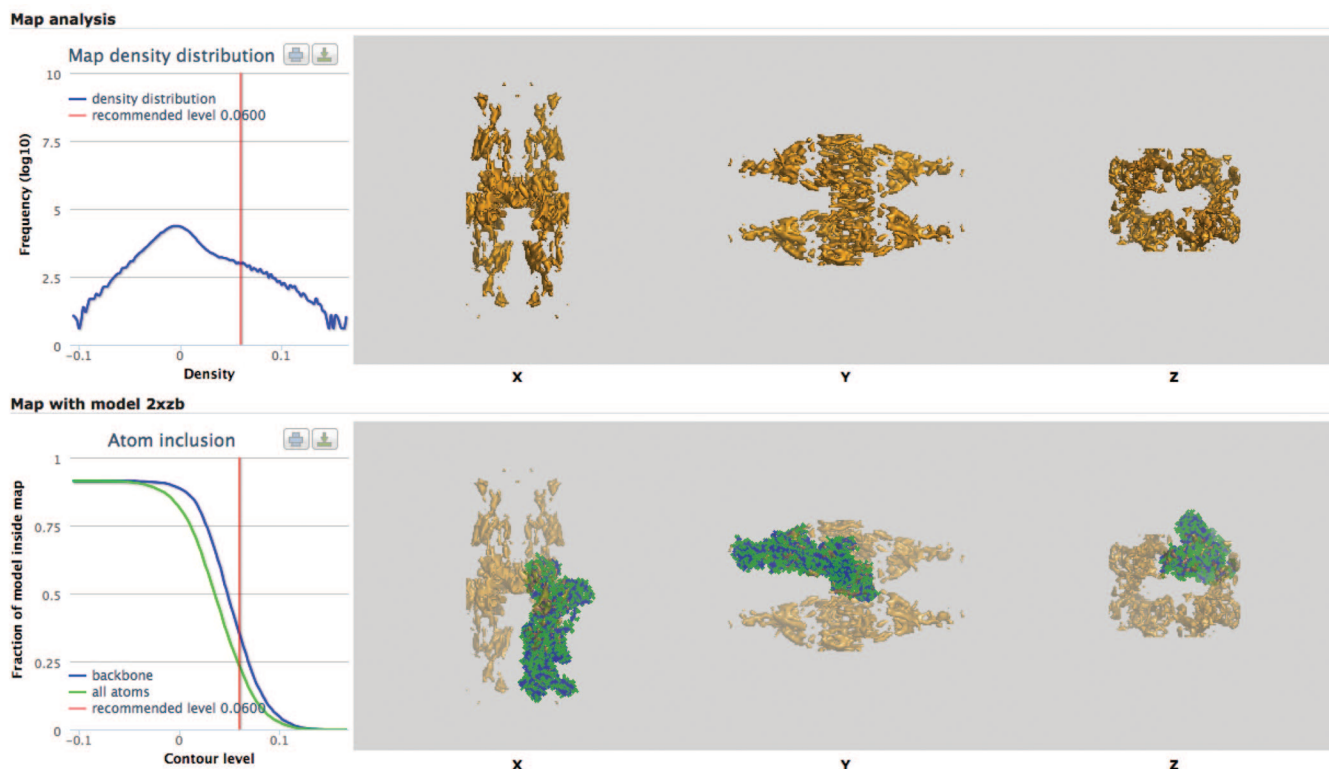 Map analysis
Map density distribution
10
density distribution
recommended level 0.0600
7.5
5
2.5
0
Frequency (log10)
-0.1
0
0.1
Density
X
Y
Z
Map with model 2xzb
Atom inclusion
1
0.75
0.5
0.25
0
Fraction of model inside map
backbone
all atoms
recommended level 0.0600
-0.1
0
0.1
Contour level
X
Y
Z